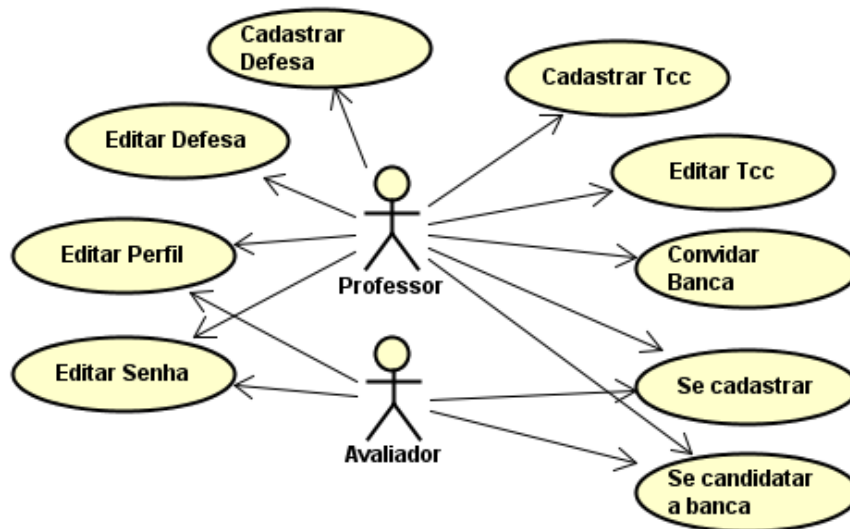 Cadastrar
Defesa
Cadastrar Tcc
Editar Defesa
Editar Tcc
Editar Perfil
Convidar
Banca
Professor
Editar Senha
Se cadastrar
Avaliador
Se candidatar
a banca